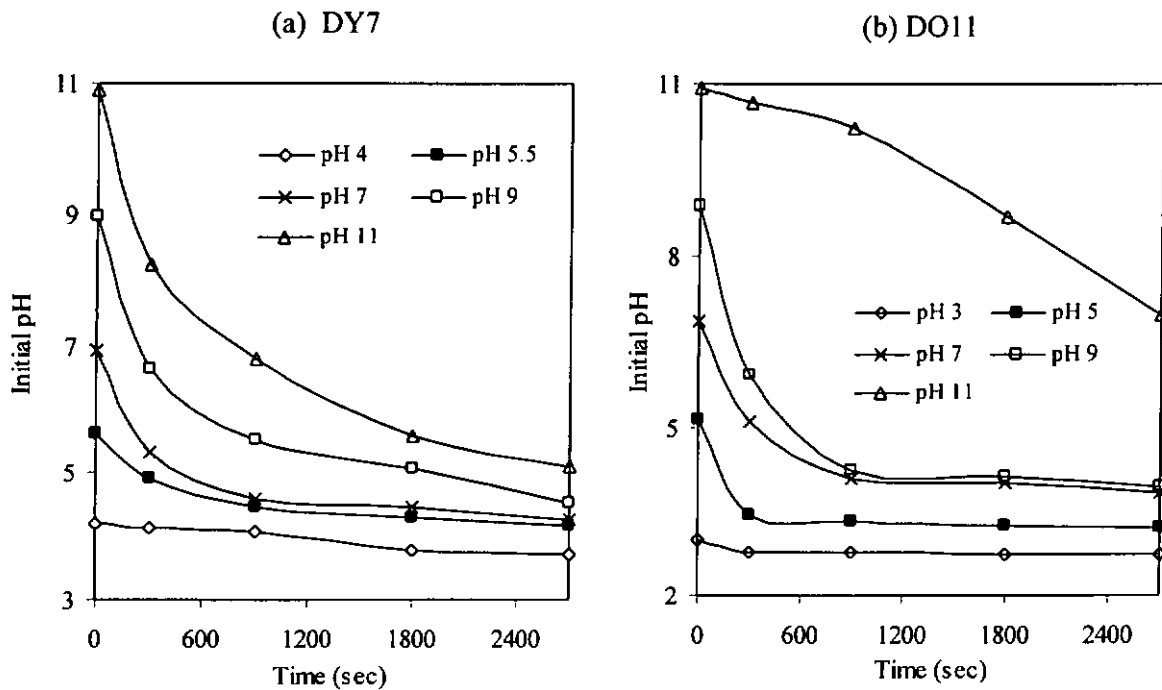 (a) DY7
11
9
7
5
3
Initial pH
pH 4
pH 5.5
pH 7
pH 9
pH 11
0
600
1200
1800
2400
Time (sec)
(b) DO11
11
8
5
2
Initial pH
pH 3
pH 5
pH 7
pH 9
pH 11
0
600
1200
1800
2400
Time (sec)